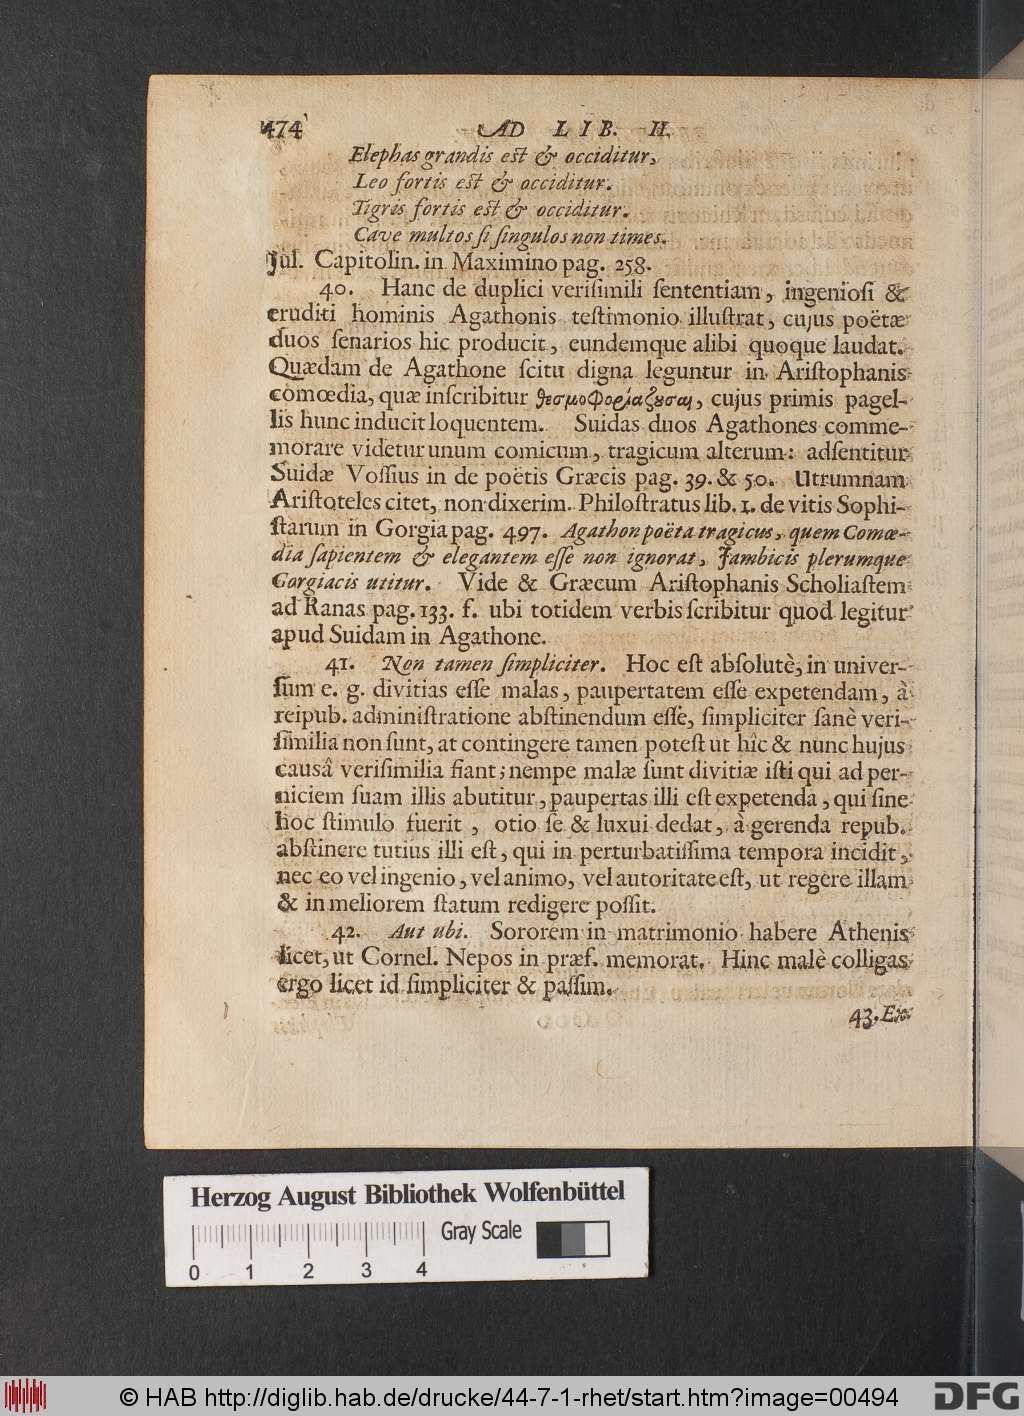 474 AD LIB. II.
Elephas grandis eſt & occiditur,
Leo fortis eſt & occiditur.
Tigris fortis eſt & occiditur.
Cave multos ſi ſingulos non times.
Jul. Capitolin. in Maximino pag. 258.
40. Hanc de duplici veriſimili ſententiam, ingenioſi &
eruditi hominis Agathonis teſtimonio illuſtrat, cujus poëtæ
duos ſenarios hic producit, eundemque alibi quoque laudat.
Quædam de Agathone ſcitu digna leguntur in Ariſtophanis
comœdia, quæ inſcribitur θεσμοφοριαζουσαι, cujus primis pagel-
lis hunc inducit loquentem. Suidas duos Agathones comme-
morare videtur unum comicum, tragicum alterum: adſentitur
Suidæ Voſſius in de poëtis Græcis pag. 39. & 50. Utrumnam
Ariſtoteles citet, non dixerim. Philoſtratus lib. 1. de vitis Sophi-
ſtarum in Gorgia pag. 497. Agathon poëta tragicus, quem Comœ-
dia ſapientem & elegantem eſſe non ignorat, Jambicis plerumque
Gorgiacis utitur. Vide & Græcum Ariſtophanis Scholiaſtem
ad Ranas pag. 133. f. ubi totidem verbis ſcribitur quod legitur
apud Suidam in Agathone.
41. Non tamen ſimpliciter. Hoc eſt abſolutè, in univer-
ſum e. g. divitias eſſe malas, paupertatem eſſe expetendam, à
reipub. adminiſtratione abſtinendum eſſe, ſimpliciter ſanè veri-
ſimilia non ſunt, at contingere tamen poteſt ut hîc & nunc hujus
causâ veriſimilia fiant; nempe malæ ſunt divitiæ iſti qui ad per-
niciem ſuam illis abutitur, paupertas illi eſt expetenda, qui ſine
hoc ſtimulo fuerit, otio ſe & luxui dedat, à gerenda repub.
abſtinere tutius illi eſt, qui in perturbatiſſima tempora incidit,
nec eo vel ingenio, vel animo, vel autoritate eſt, ut regere illam
& in meliorem ſtatum redigere poſſit.
42. Aut ubi. Sororem in matrimonio habere Athenis
licet, ut Cornel. Nepos in præf. memorat. Hinc malè colligas
ergo licet id ſimpliciter & paſſim.
43. Ex
Herzog August Bibliothek Wolfenbüttel
Gray Scale
0 1 2 3 4
© HAB http://diglib.hab.de/drucke/44-7-1-rhet/start.htm?image=00494
DFG